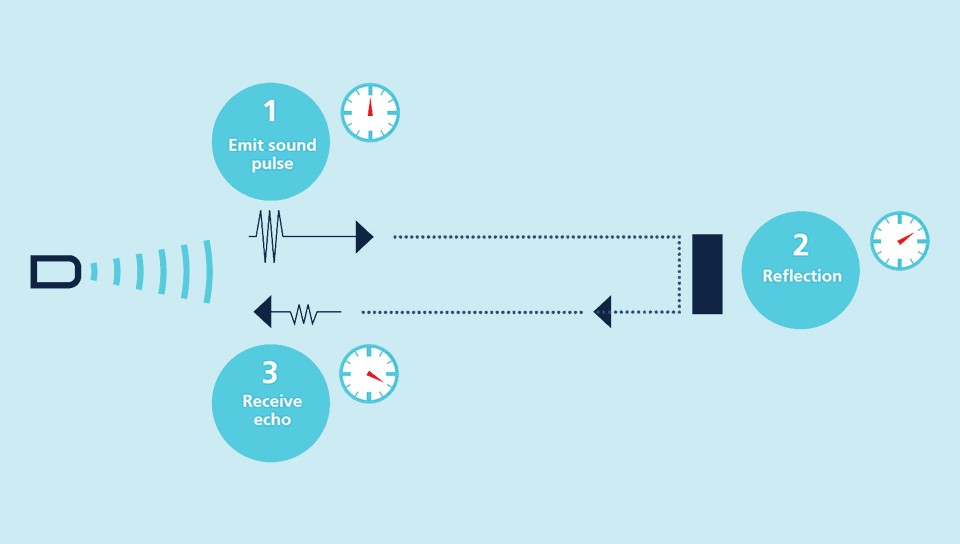 1
Emit sound
pulse
2
Reflection
3
Receive
echo